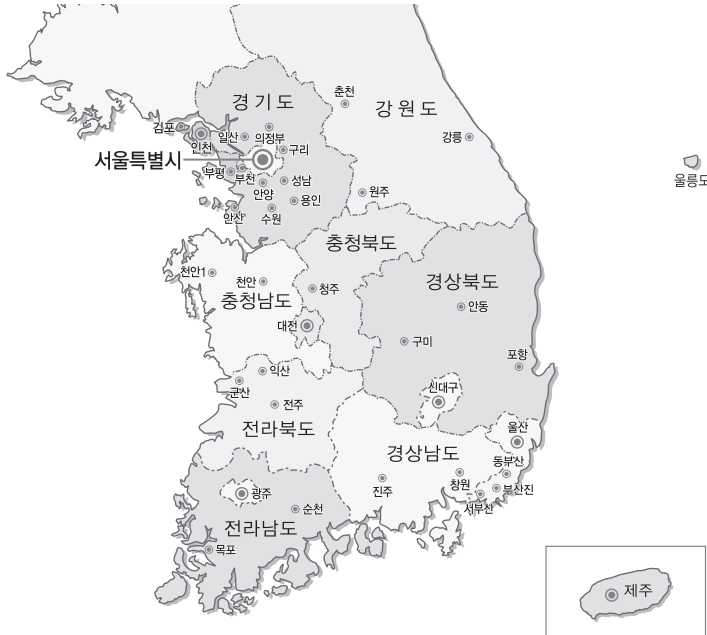 경기도
춘천
강원도
강릉
김포
인천
일산
의정부
구리
서울특별시
부평
부천
성남
안양
용인
안산
수원
원주
울릉도
충청북도
천안1
천안
충청남도
청주
대전
경상북도
안동
구미
포항
익산
군산
전주
전라북도
신대구
울산
경상남도
동부산
진주
창원
부산진
서부산
광주
순천
전라남도
목포
제주